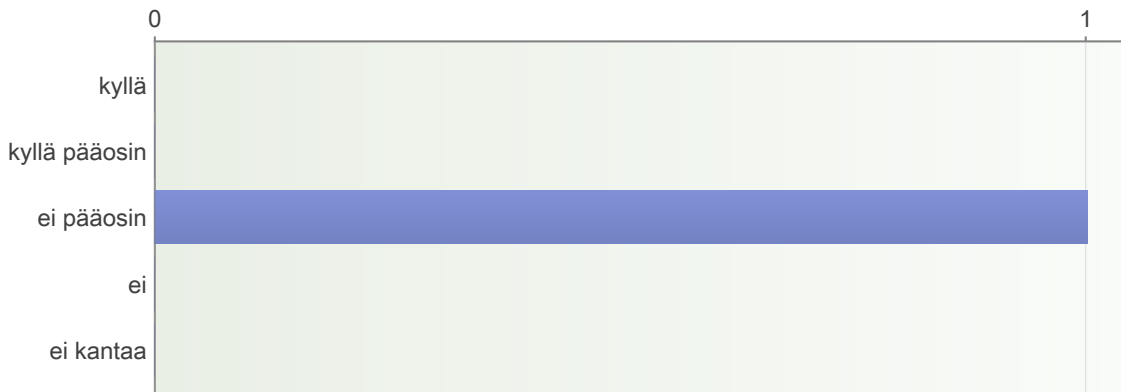 0 1
kyllä
kyllä pääosin
ei pääosin
ei
ei kantaa